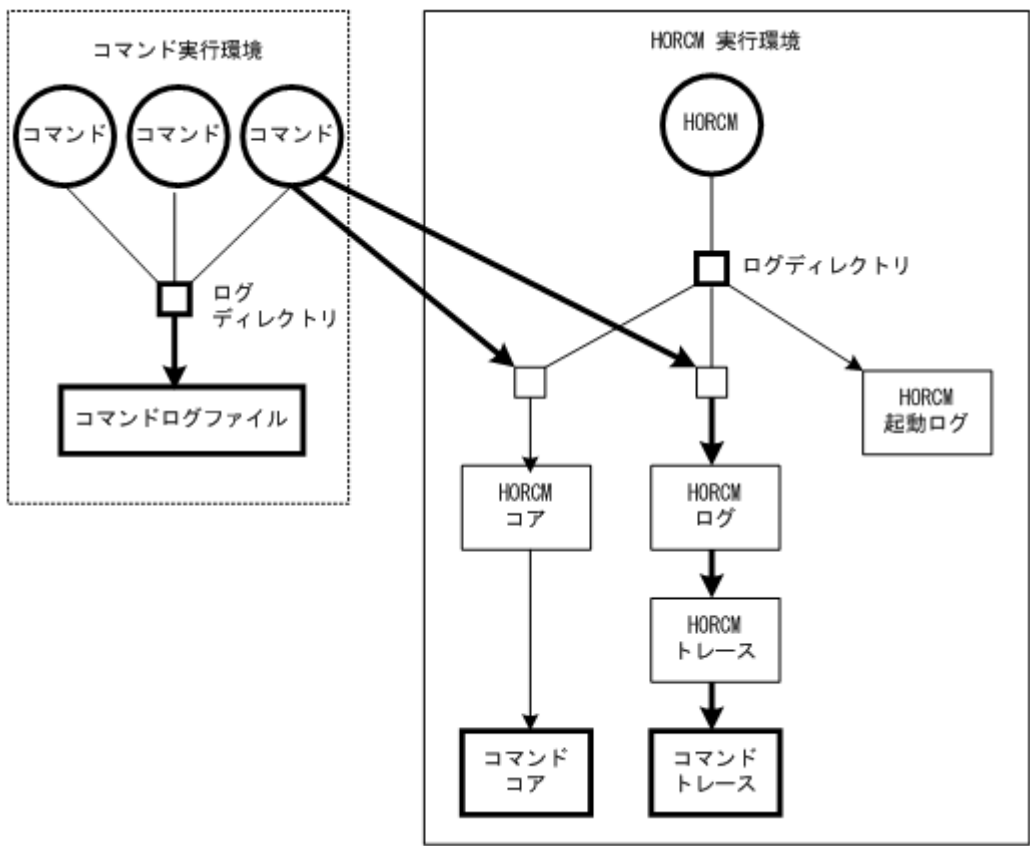 コマンド実行環境
コマンド
コマンド
コマンド
ログ
ディレクトリ
コマンドログファイル
HORCM 実行環境
HORCM
ログディレクトリ
HORCM
起動ログ
HORCM
コア
HORCM
ログ
HORCM
トレース
コマンド
コア
コマンド
トレース